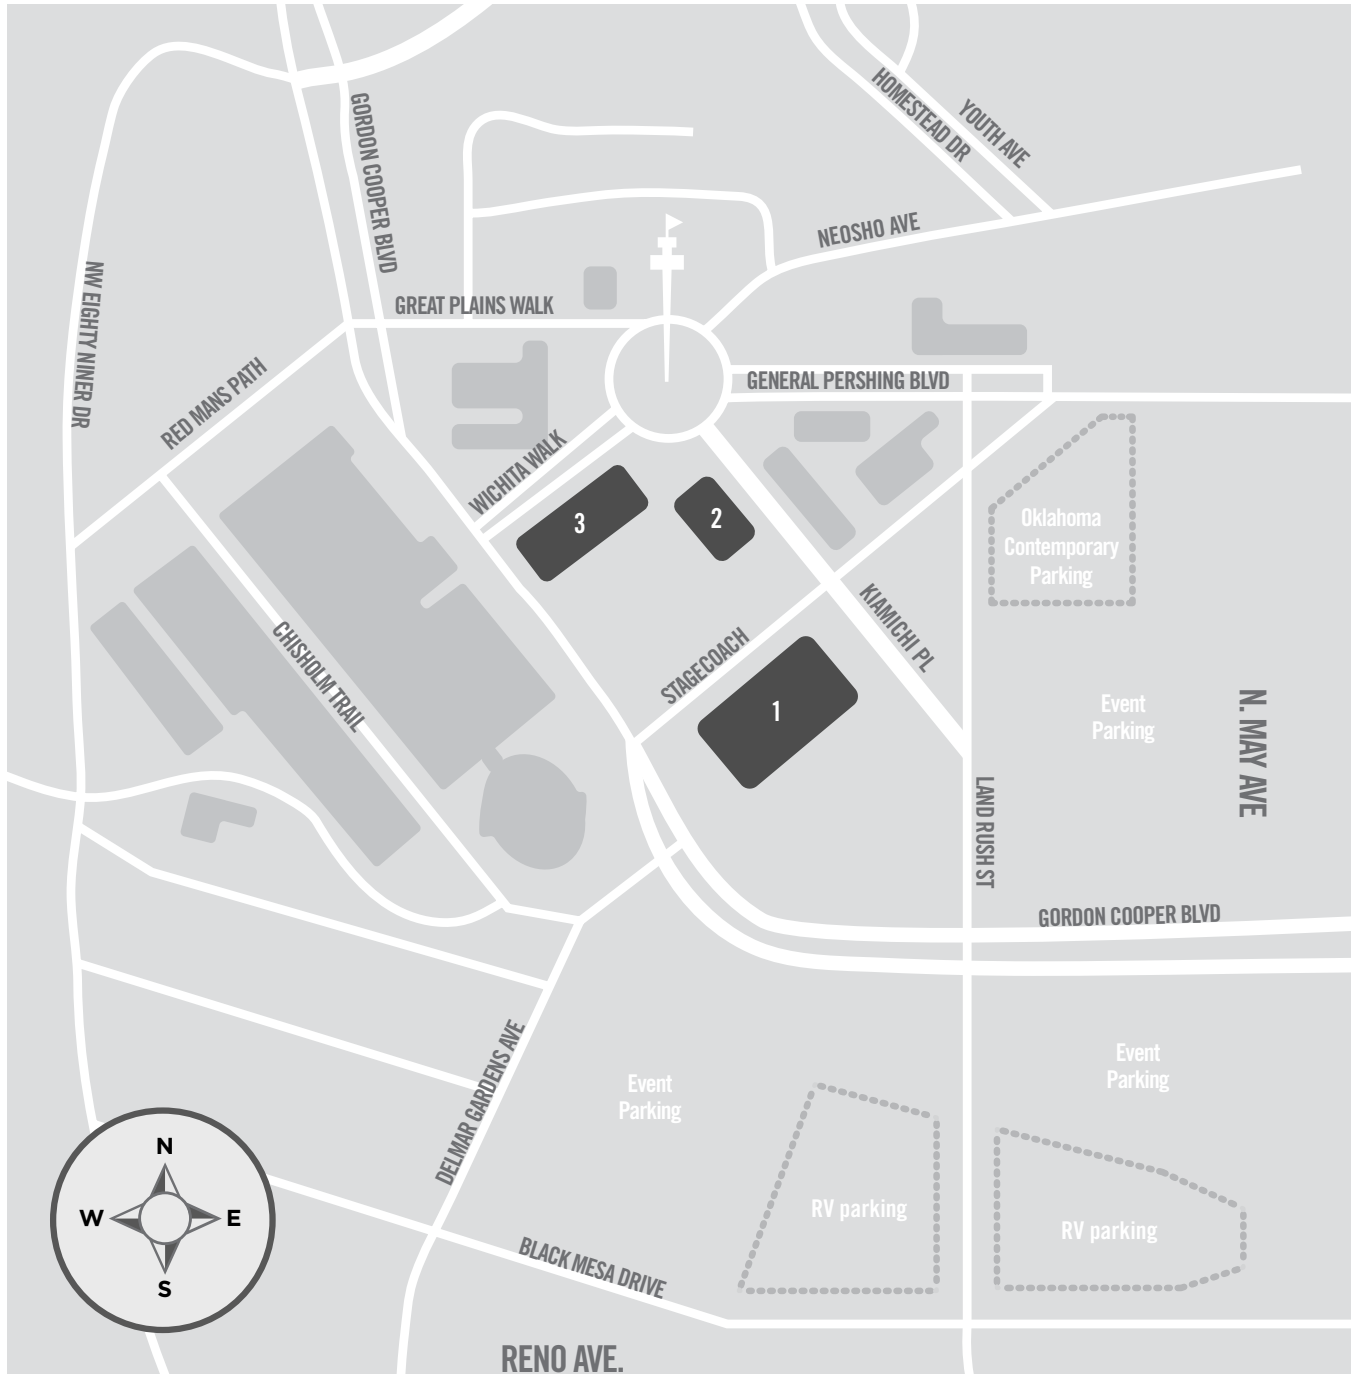 HOMESTEAD DR
YOUTH AVE
GORDON COOPER BLVD
NEOSHO AVE
NW EIGHTY NINER DR
GREAT PLAINS WALK
RED MANS PATH
GENERAL PERSHING BLVD
WICHITA WALK
3
2
Oklahoma
Contemporary
Parking
KIAMICHI PL
STAGECOACH
CHISHOLM TRAIL
1
Event
Parking
N. MAY AVE
LAND RUSH ST
GORDON COOPER BLVD
DELMAR GARDENS AVE
Event
Parking
Event
Parking
N
W
E
S
RV parking
RV parking
BLACK MESA DRIVE
RENO AVE.